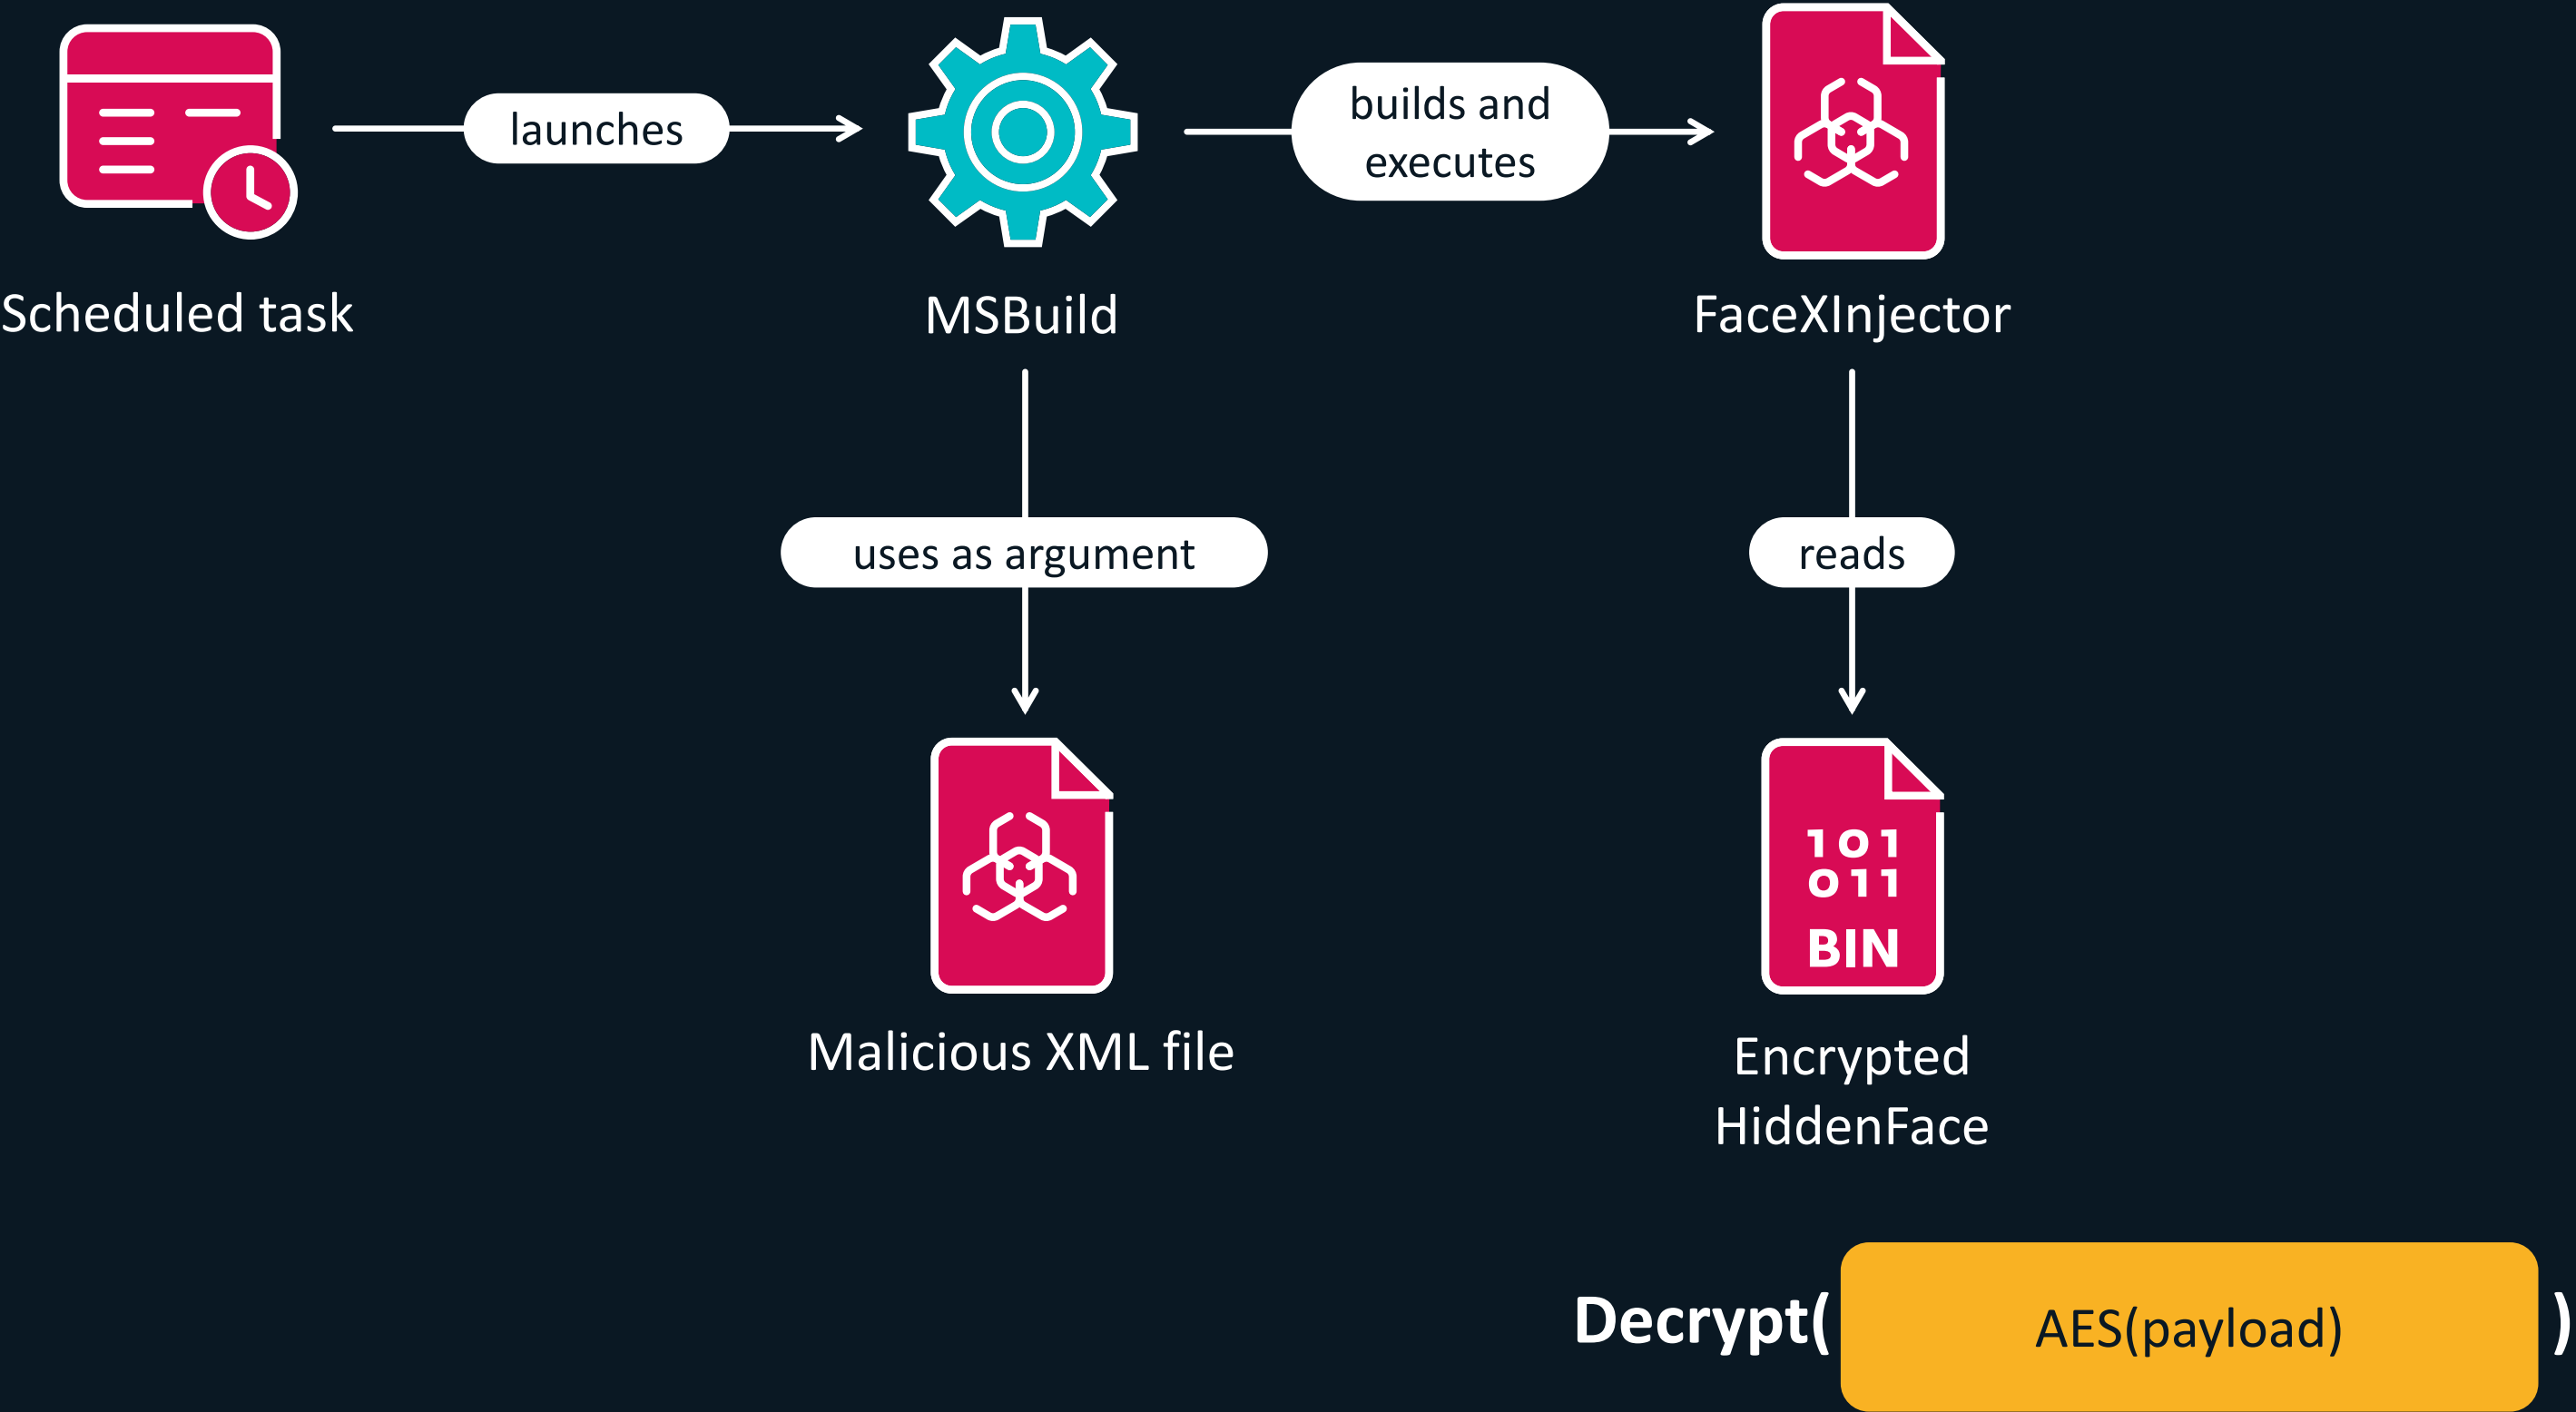 launches
builds and
executes
Scheduled task
MSBuild
FaceXInjector
uses as argument
reads
101
011
BIN
Malicious XML file
Encrypted
HiddenFace
Decrypt( AES(payload) )